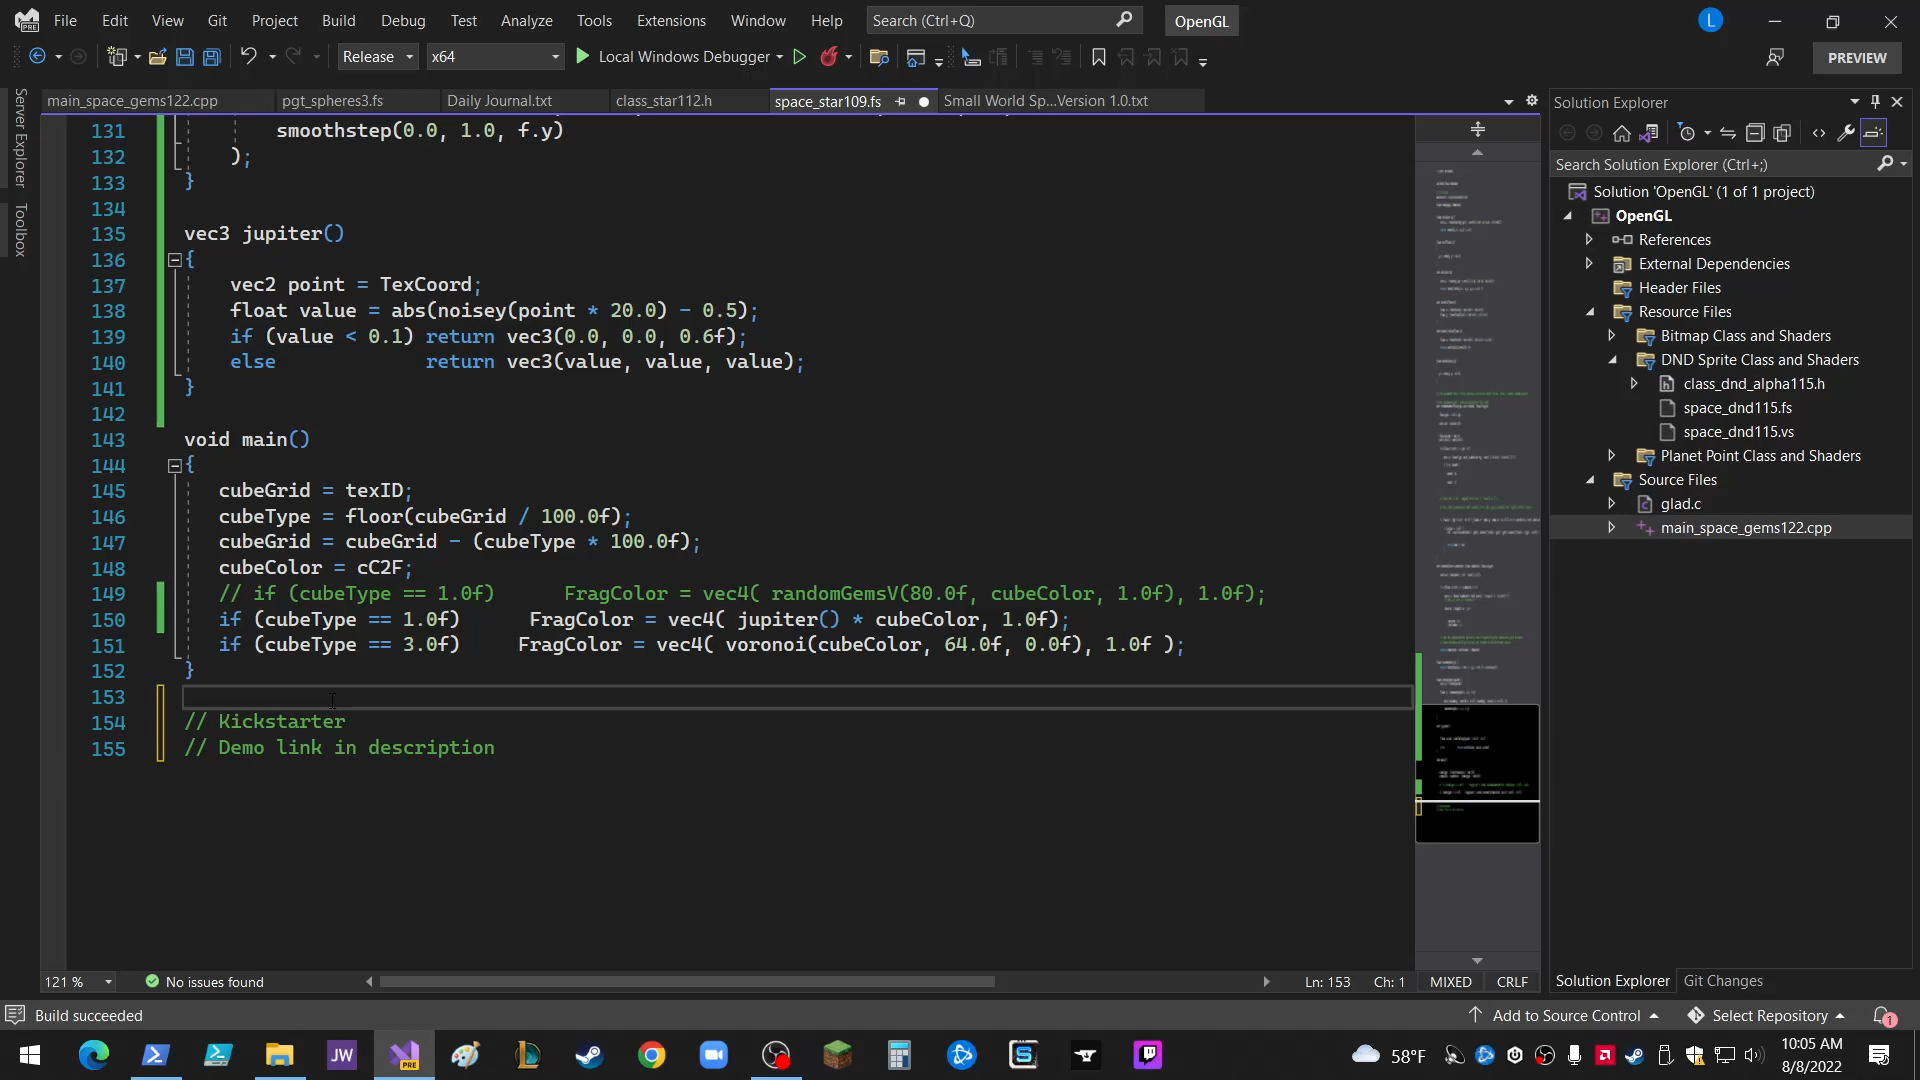 File Edit View Git Project Build Debug Test Analyze Tools Extensions Window Help Search (Ctrl+Q) OpenGL L
Release x64 Local Windows Debugger PREVIEW
Server Explorer
Toolbox
main_space_gems122.cpp pgt_spheres3.fs Daily Journal.txt class_star112.h space_star109.fs Small World Sp...Version 1.0.txt
131 smoothstep(0.0, 1.0, f.y)
132 );
133 }
134
135 vec3 jupiter()
136 {
137 vec2 point = TexCoord;
138 float value = abs(noisey(point * 20.0) - 0.5);
139 if (value < 0.1) return vec3(0.0, 0.0, 0.6f);
140 else return vec3(value, value, value);
141 }
142
143 void main()
144 {
145 cubeGrid = texID;
146 cubeType = floor(cubeGrid / 100.0f);
147 cubeGrid = cubeGrid - (cubeType * 100.0f);
148 cubeColor = cC2F;
149 // if (cubeType == 1.0f) FragColor = vec4( randomGemsV(80.0f, cubeColor, 1.0f), 1.0f);
150 if (cubeType == 1.0f) FragColor = vec4( jupiter() * cubeColor, 1.0f);
151 if (cubeType == 3.0f) FragColor = vec4( voronoi(cubeColor, 64.0f, 0.0f), 1.0f );
152 }
153
154 // Kickstarter
155 // Demo link in description
121 % No issues found Ln: 153 Ch: 1 MIXED CRLF
Solution Explorer
Search Solution Explorer (Ctrl+;)
Solution 'OpenGL' (1 of 1 project)
OpenGL
References
External Dependencies
Header Files
Resource Files
Bitmap Class and Shaders
DND Sprite Class and Shaders
class_dnd_alpha115.h
space_dnd115.fs
space_dnd115.vs
Planet Point Class and Shaders
Source Files
glad.c
main_space_gems122.cpp
Solution Explorer Git Changes
Build succeeded Add to Source Control Select Repository 1
JW PRE 58°F 10:05 AM
8/8/2022